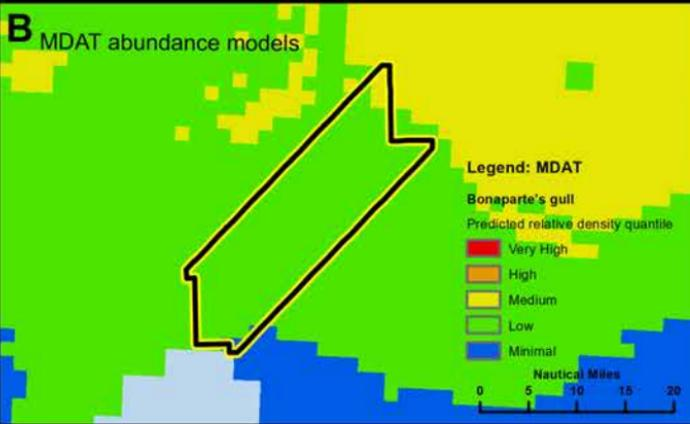 B
MDAT abundance models
Legend: MDAT
Bonaparte's gull
Predicted relative density quantile
Very High
High
Medium
Low
Minimal
Nautical Miles
0 5 10 15 20